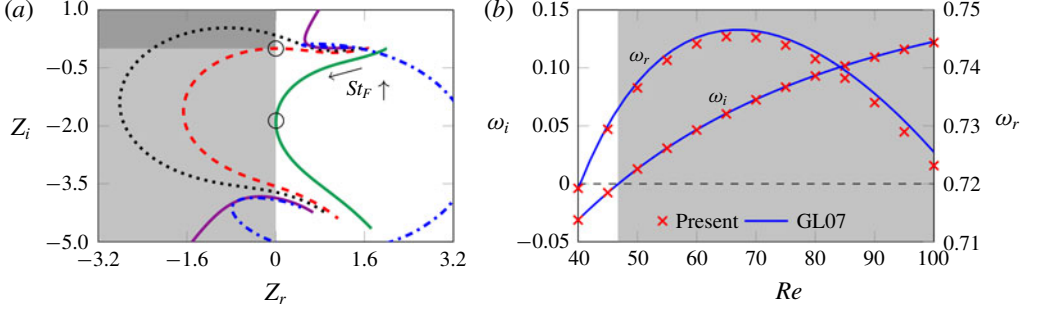 (a)
1.0
−0.5
−2.0
−3.5
−5.0
Z_i
−3.2
−1.6
0
1.6
3.2
Z_r
St_F ↑
(b)
0.15
0.10
0.05
0
−0.05
ω_i
ω_r
ω_i
Present
GL07
40
50
60
70
80
90
100
Re
0.75
0.74
0.73
0.72
0.71
ω_r